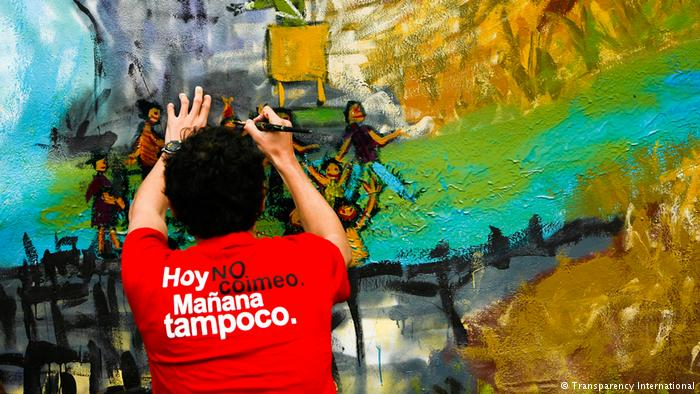 Hoy NO
coimeo.
Mañana
tampoco.
© Transparency International